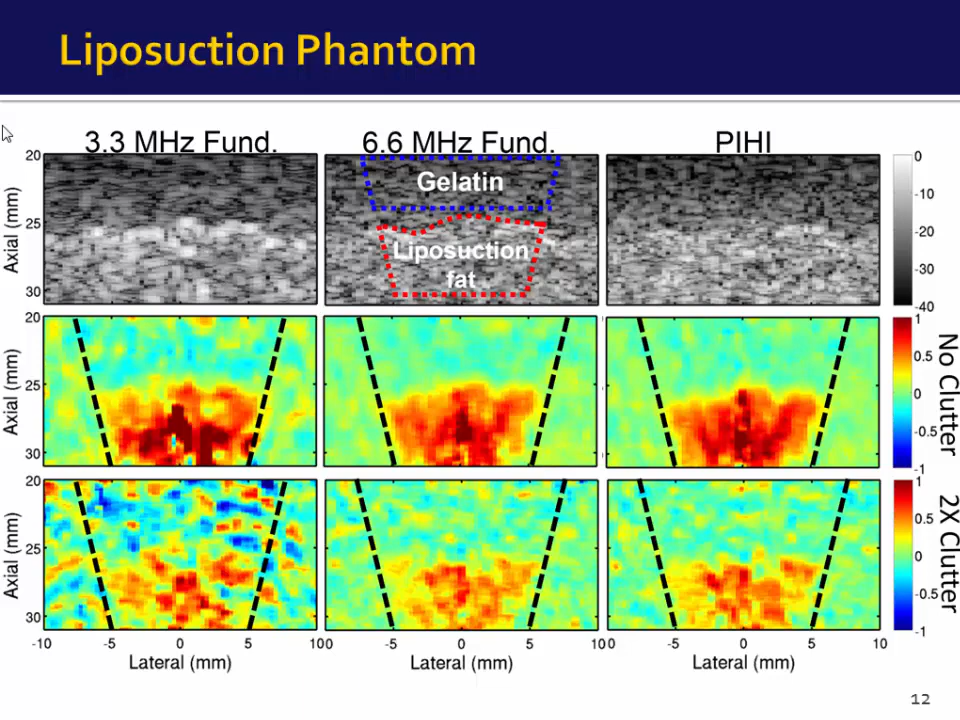 Liposuction Phantom
3.3 MHz Fund.
6.6 MHz Fund.
PIHI
20
25
30
Axial (mm)
Gelatin
Liposuction
fat
0
-10
-20
-30
-40
20
25
30
Axial (mm)
1
0.5
0
-0.5
-1
No Clutter
20
25
30
Axial (mm)
1
0.5
0
-0.5
-1
2X Clutter
-10 -5 0 5 100 -5 0 5 100 -5 0 5 10
Lateral (mm)
Lateral (mm)
Lateral (mm)
12